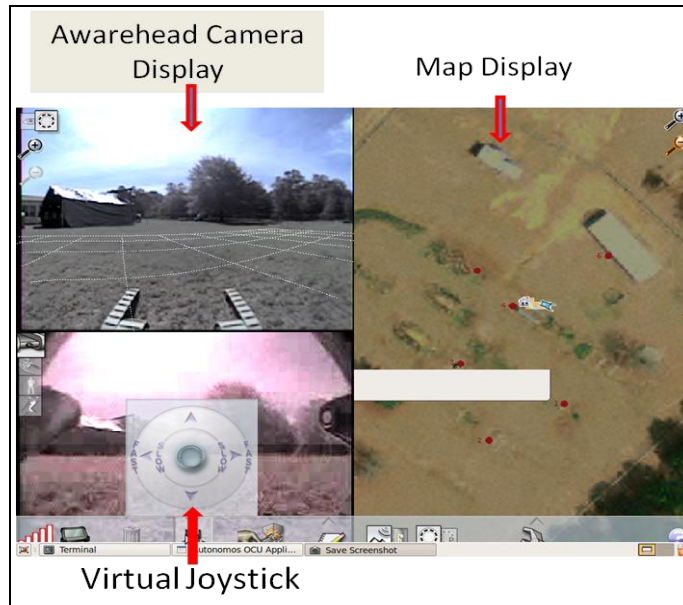 Awarehead Camera
Display
Map Display
FAST
SLOW
SLOW
FAST
Terminal
Autonomos OCU Appli...
Save Screenshot
Virtual Joystick